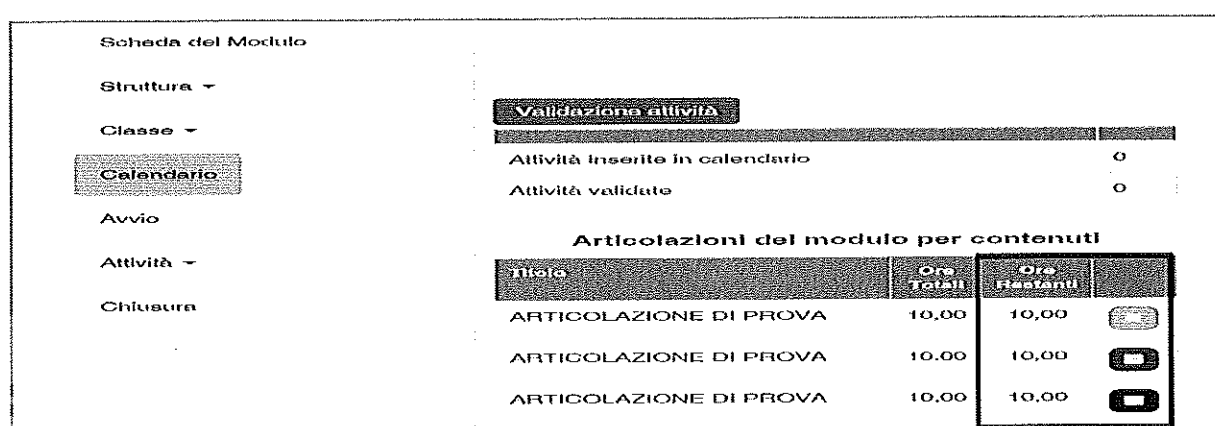 Scheda del Modulo
Struttura
Classe
Calendario
Avvio
Attività
Chiusura
Validazione attività
Attività inserite in calendario 0
Attività validate 0
Articolazioni del modulo per contenuti
Titolo Ore Totali Ore Restanti
ARTICOLAZIONE DI PROVA 10,00 10,00
ARTICOLAZIONE DI PROVA 10.00 10,00
ARTICOLAZIONE DI PROVA 10,00 10,00